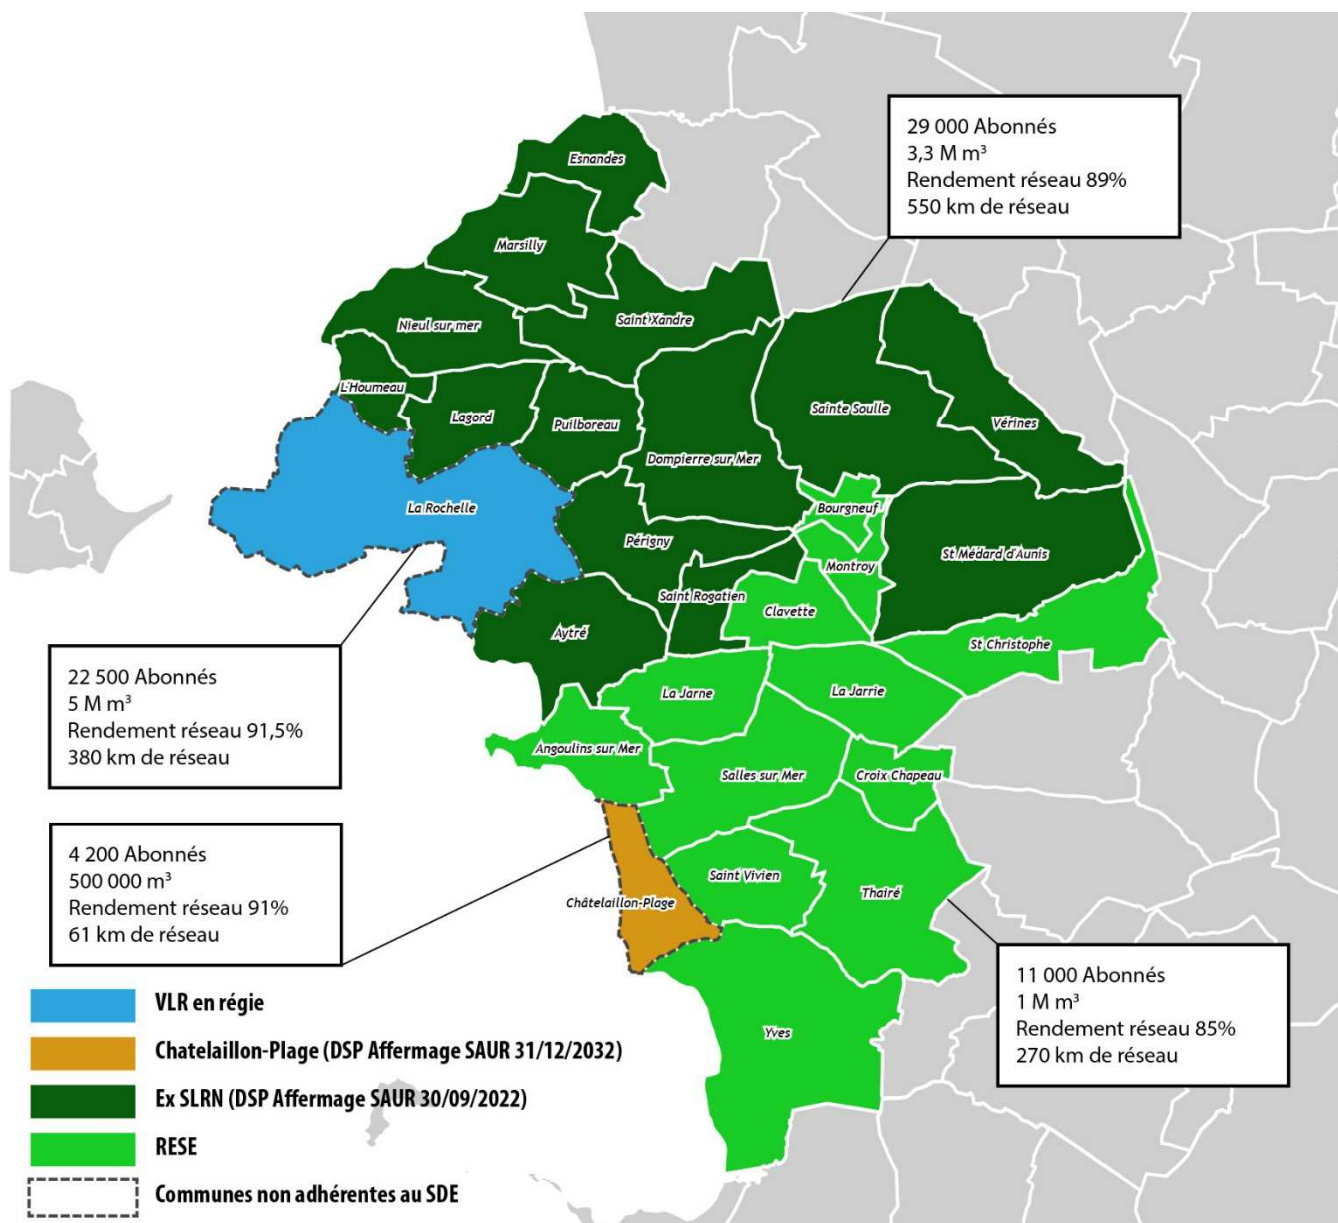 29 000 Abonnés
3,3 M m³
Rendement réseau 89%
550 km de réseau
Esnandes
Marsilly
Nieul sur mer
Saint Xandre
L'Houmeau
Lagord
Puilboreau
Sainte Soulle
Vérines
Dompierre sur Mer
La Rochelle
Bourgneuf
Périgny
St Médard d'Aunis
Montroy
Saint Rogatien
Clavette
Aytré
St Christophe
22 500 Abonnés
5 M m³
Rendement réseau 91,5%
380 km de réseau
La Jarne
La Jarrie
Angoulins sur Mer
Salles sur Mer
Croix Chapeau
4 200 Abonnés
500 000 m³
Rendement réseau 91%
61 km de réseau
Saint Vivien
Thairé
Châtelaillon-Plage
11 000 Abonnés
1 M m³
Rendement réseau 85%
270 km de réseau
Yves
VLR en régie
Chatelaillon-Plage (DSP Affermage SAUR 31/12/2032)
Ex SLRN (DSP Affermage SAUR 30/09/2022)
RESE
Communes non adhérentes au SDE